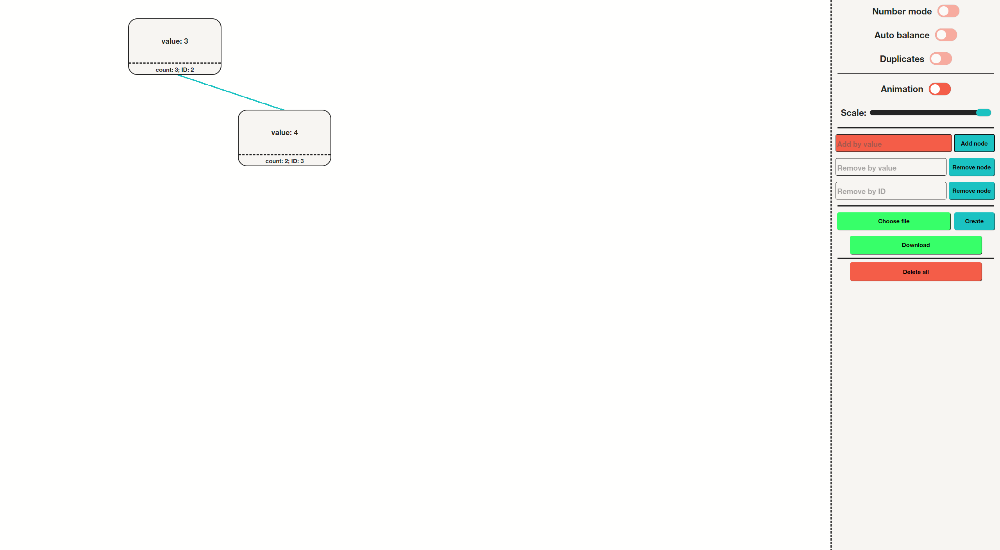 value: 3
count: 3; ID: 2
value: 4
count: 2; ID: 3
Number mode
Auto balance
Duplicates
Animation
Scale:
Add by value
Add node
Remove by value
Remove node
Remove by ID
Remove node
Choose file
Create
Download
Delete all